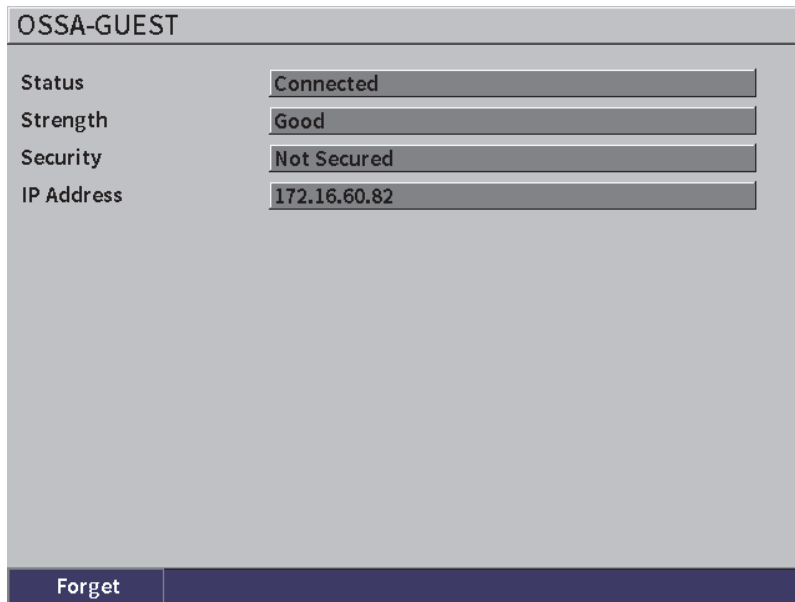 OSSA-GUEST
Status Connected
Strength Good
Security Not Secured
IP Address 172.16.60.82
Forget